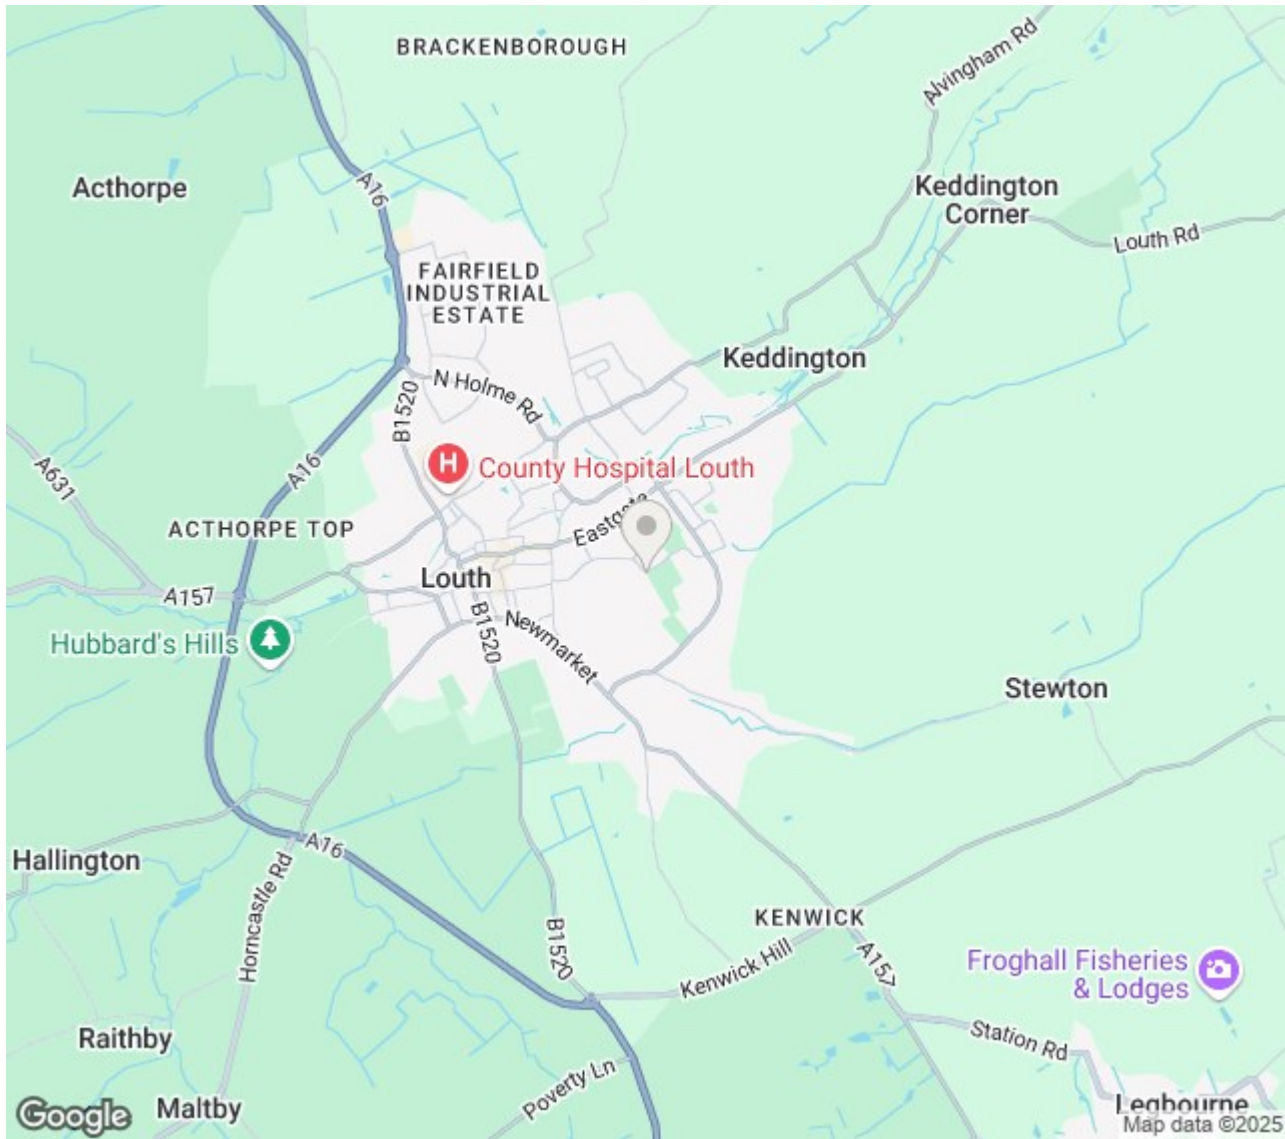 BRACKENBOROUGH
Alvingham Rd
Acthorpe
A16
Keddington
Corner
Louth Rd
FAIRFIELD
INDUSTRIAL
ESTATE
Keddington
N Holme Rd
B1520
A631
A16
H
County Hospital Louth
Eastgate
ACTHORPE TOP
Louth
A157
B1520
Newmarket
Hubbard's Hills
Stewton
A16
Hallington
Horncastle Rd
KENWICK
B1520
A157
Kenwick Hill
Froghall Fisheries
& Lodges
Station Rd
Raithby
Poverty Ln
Maltby
Legbourne
Google
Map data ©2025